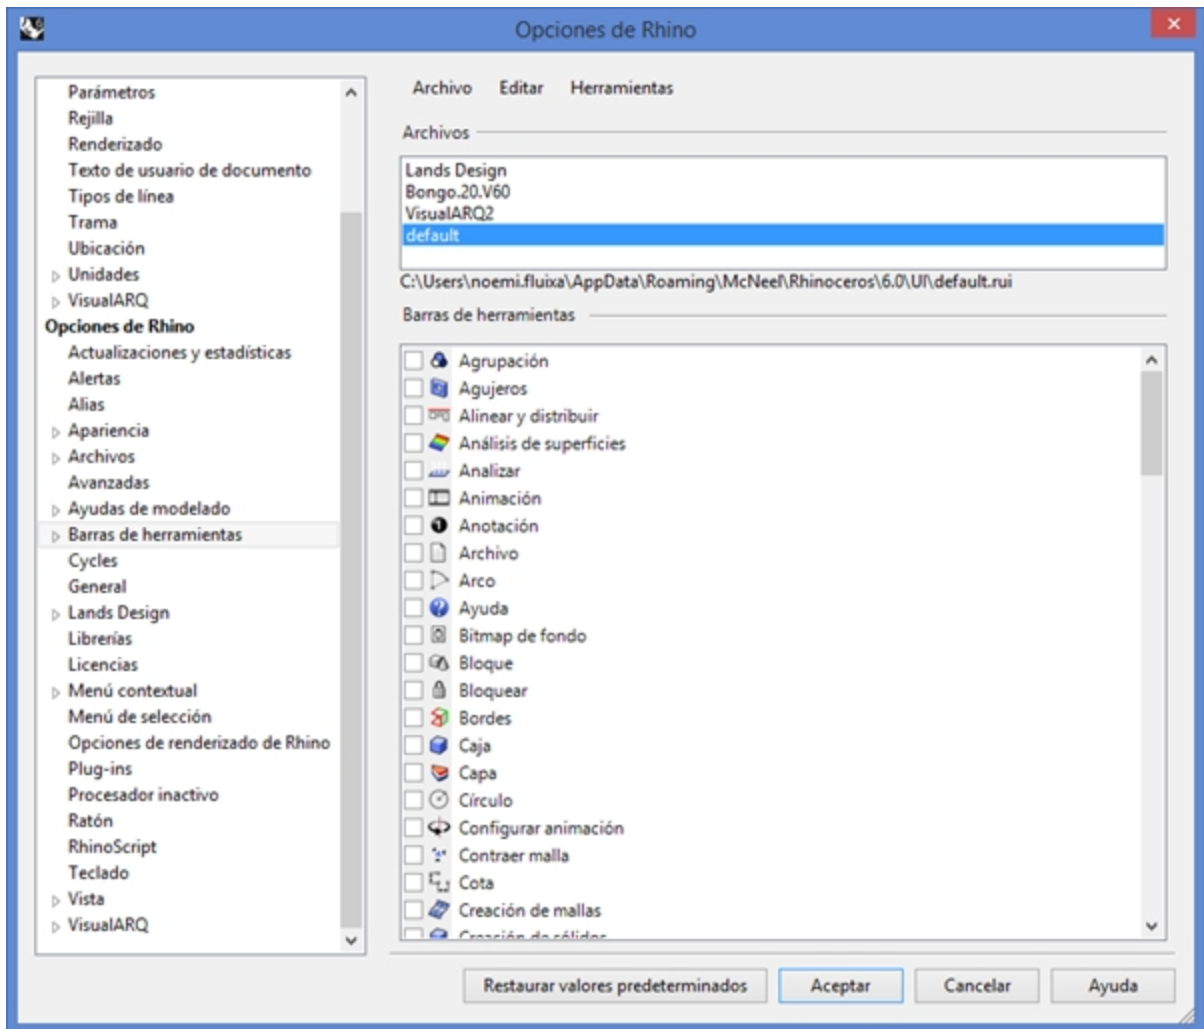 Opciones de Rhino
Parámetros
Rejilla
Renderizado
Texto de usuario de documento
Tipos de línea
Trama
Ubicación
Unidades
VisualARQ
Opciones de Rhino
Actualizaciones y estadísticas
Alertas
Alias
Apariencia
Archivos
Avanzadas
Ayudas de modelado
Barras de herramientas
Cycles
General
Lands Design
Librerías
Licencias
Menú contextual
Menú de selección
Opciones de renderizado de Rhino
Plug-ins
Procesador inactivo
Ratón
RhinoScript
Teclado
Vista
VisualARQ
Archivo Editar Herramientas
Archivos
Lands Design
Bongo.20.V60
VisualARQ2
default
C:\Users\noemi.fluixa\AppData\Roaming\McNeel\Rhinoceros\6.0\UI\default.rui
Barras de herramientas
Agrupación
Agujeros
Alinear y distribuir
Análisis de superficies
Analizar
Animación
Anotación
Archivo
Arco
Ayuda
Bitmap de fondo
Bloque
Bloquear
Bordes
Caja
Capa
Círculo
Configurar animación
Contraer malla
Cota
Creación de mallas
Creación de sólidos
Restaurar valores predeterminados Aceptar Cancelar Ayuda